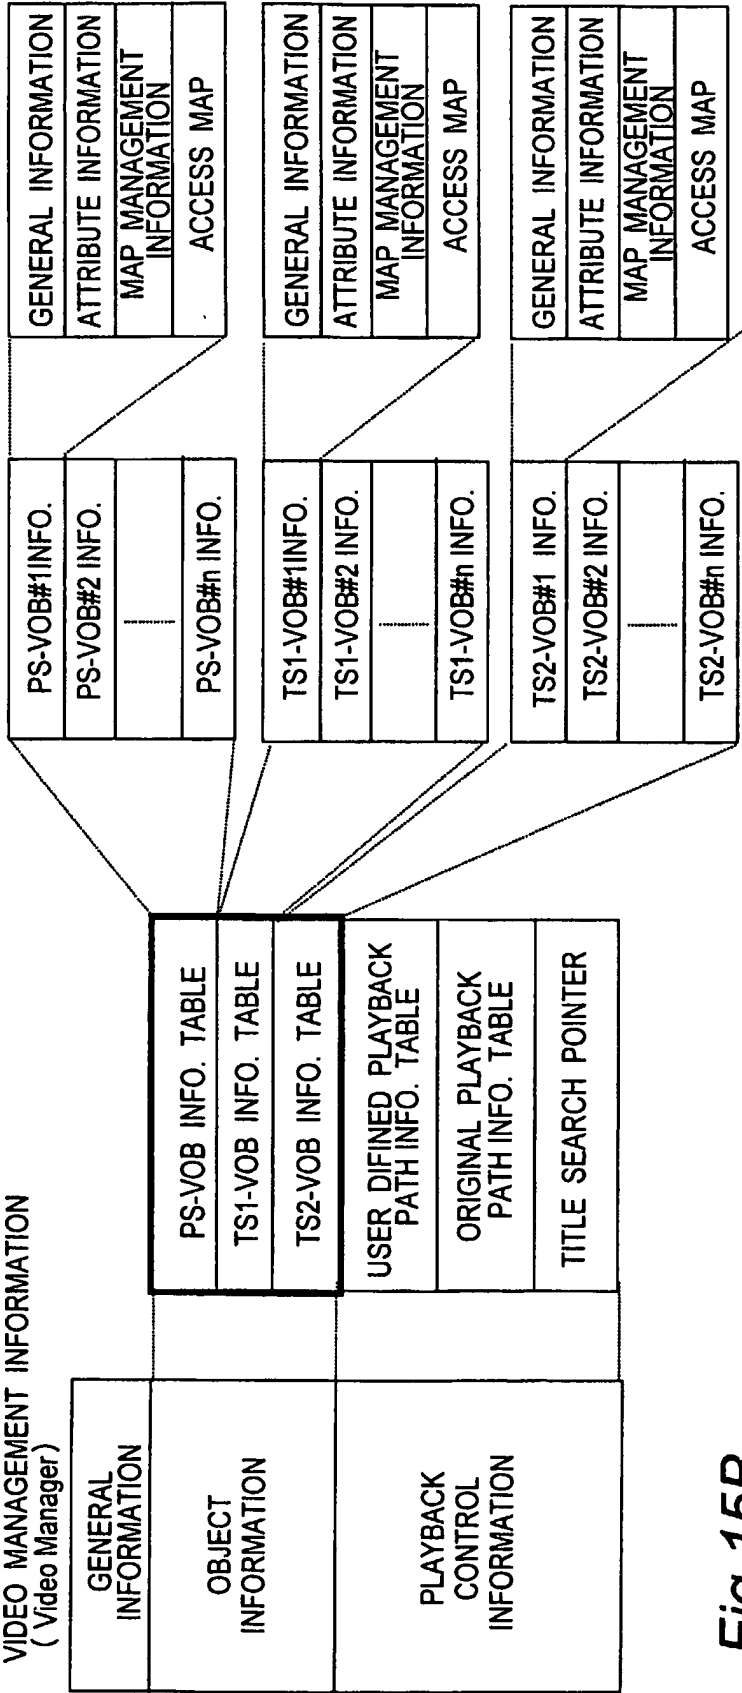 VIDEO MANAGEMENT INFORMATION
( Video Manager )
GENERAL
INFORMATION
OBJECT
INFORMATION
PLAYBACK
CONTROL
INFORMATION
PS-VOB INFO. TABLE
TS1-VOB INFO. TABLE
TS2-VOB INFO. TABLE
USER DIFINED PLAYBACK
PATH INFO. TABLE
ORIGINAL PLAYBACK
PATH INFO. TABLE
TITLE SEARCH POINTER
PS-VOB#1INFO.
PS-VOB#2 INFO.
PS-VOB#n INFO.
TS1-VOB#1INFO.
TS1-VOB#2 INFO.
TS1-VOB#n INFO.
TS2-VOB#1 INFO.
TS2-VOB#2 INFO.
TS2-VOB#n INFO.
GENERAL INFORMATION
ATTRIBUTE INFORMATION
MAP MANAGEMENT
INFORMATION
ACCESS MAP
GENERAL INFORMATION
ATTRIBUTE INFORMATION
MAP MANAGEMENT
INFORMATION
ACCESS MAP
GENERAL INFORMATION
ATTRIBUTE INFORMATION
MAP MANAGEMENT
INFORMATION
ACCESS MAP
Fig.15B